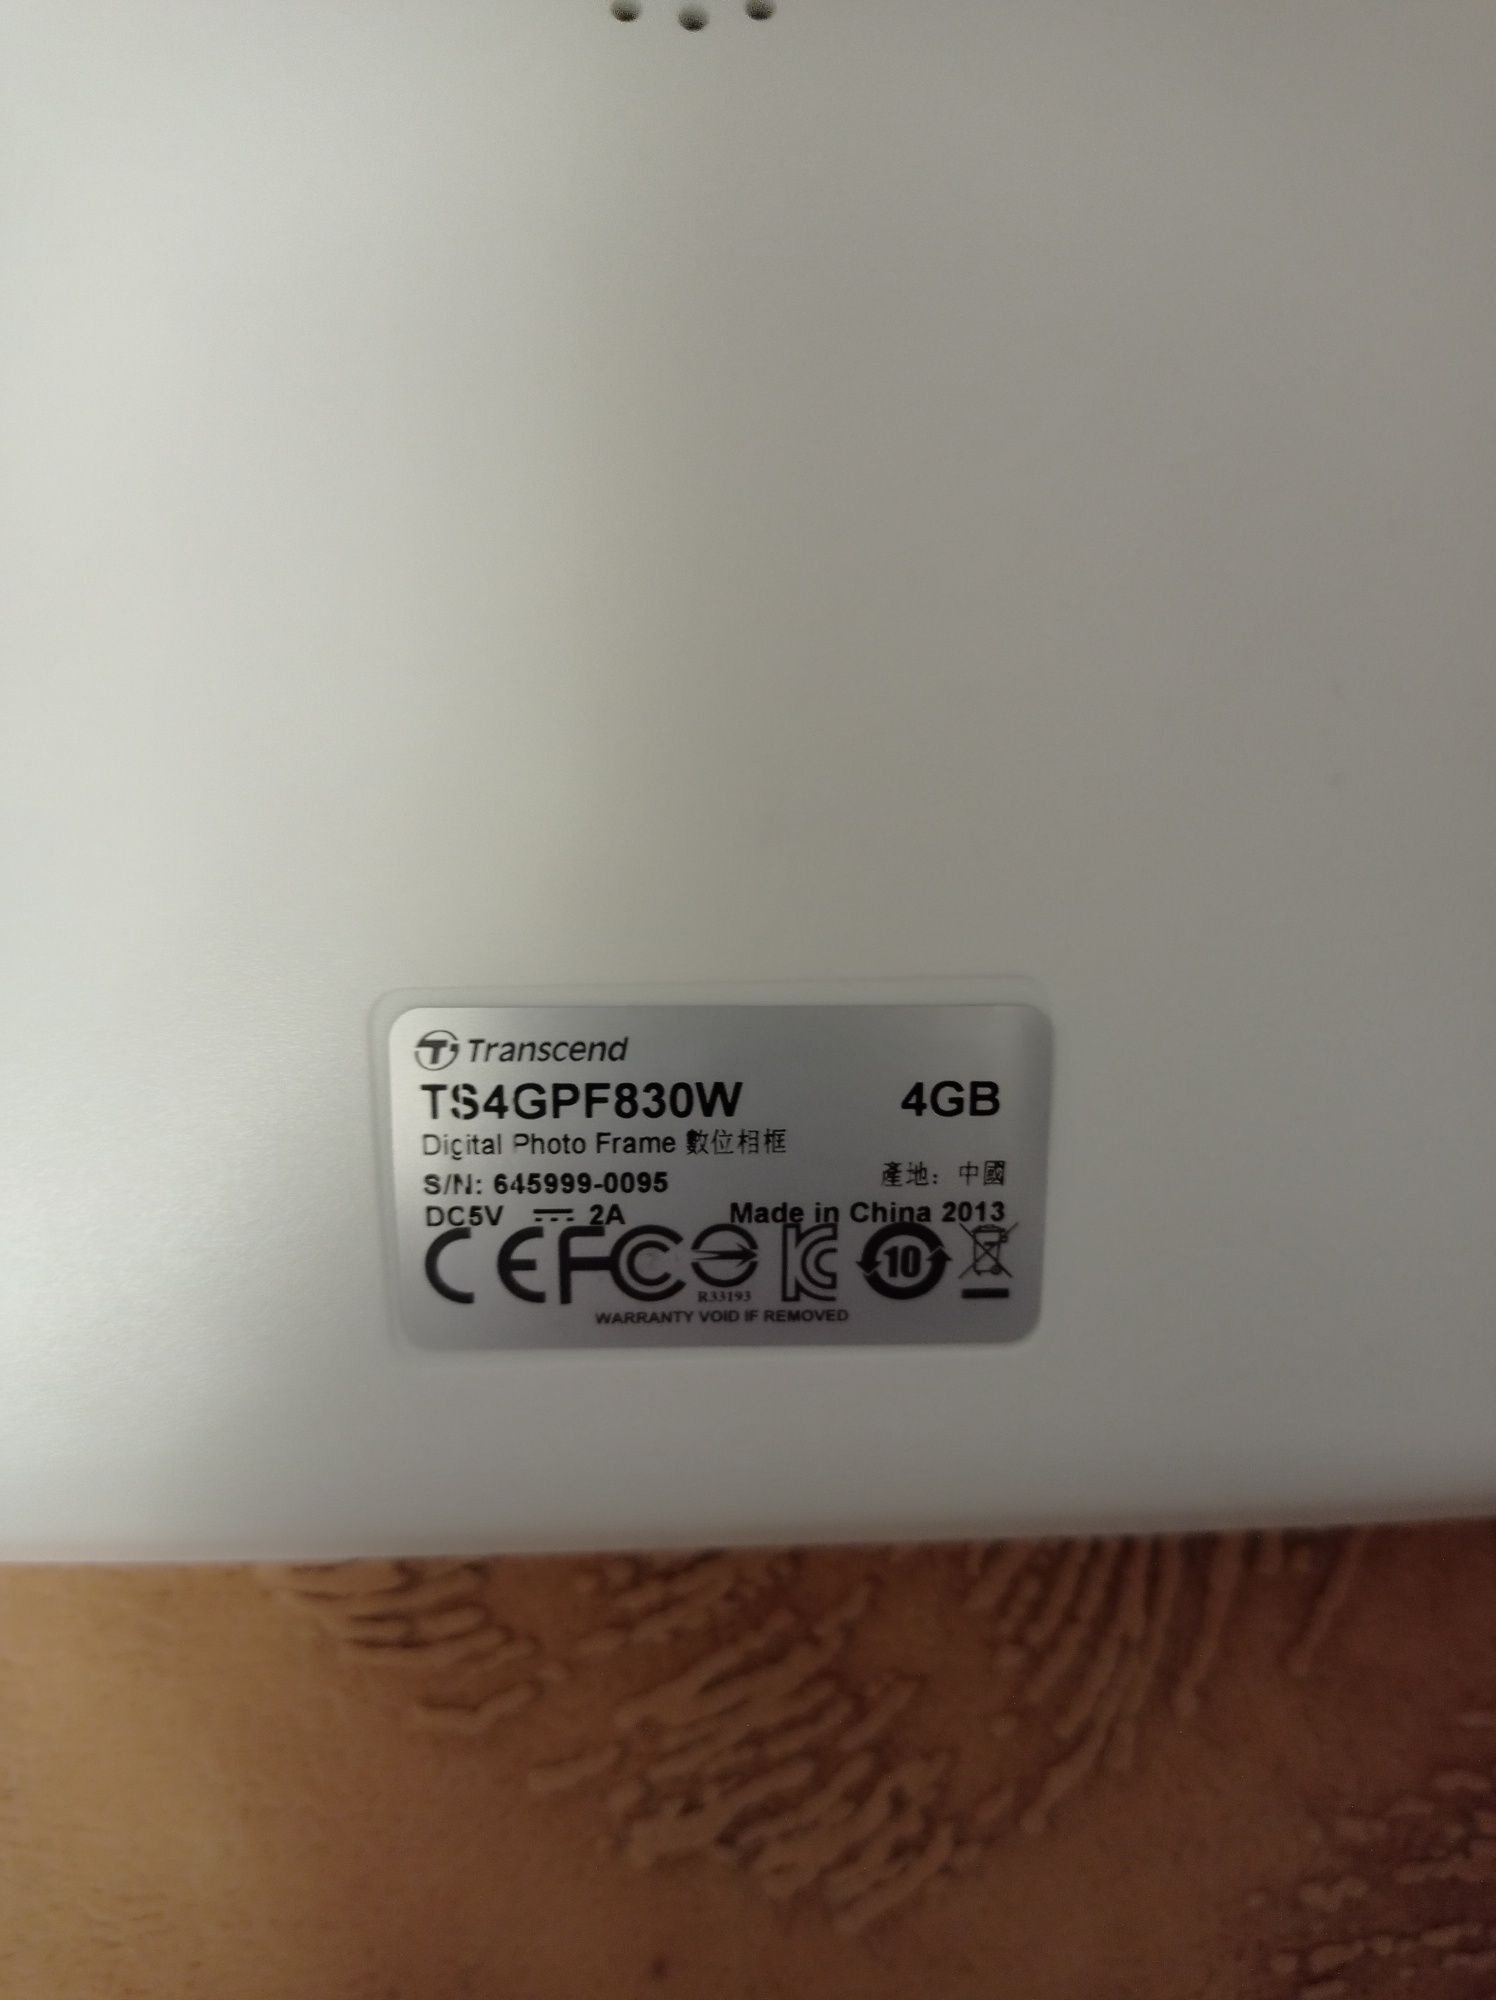 Transcend
TS4GPF830W 4GB
Digital Photo Frame 數位相框
S/N: 645999-0095 產地：中國
DC5V ⎓ 2A Made in China 2013
CE FC KC 10
R33193
WARRANTY VOID IF REMOVED